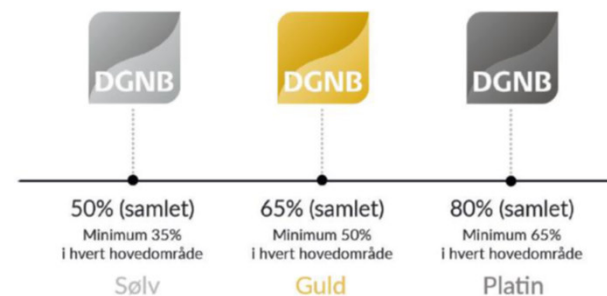 DGNB
DGNB
DGNB
50% (samlet)
Minimum 35%
i hvert hovedområde
Sølv
65% (samlet)
Minimum 50%
i hvert hovedområde
Guld
80% (samlet)
Minimum 65%
i hvert hovedområde
Platin